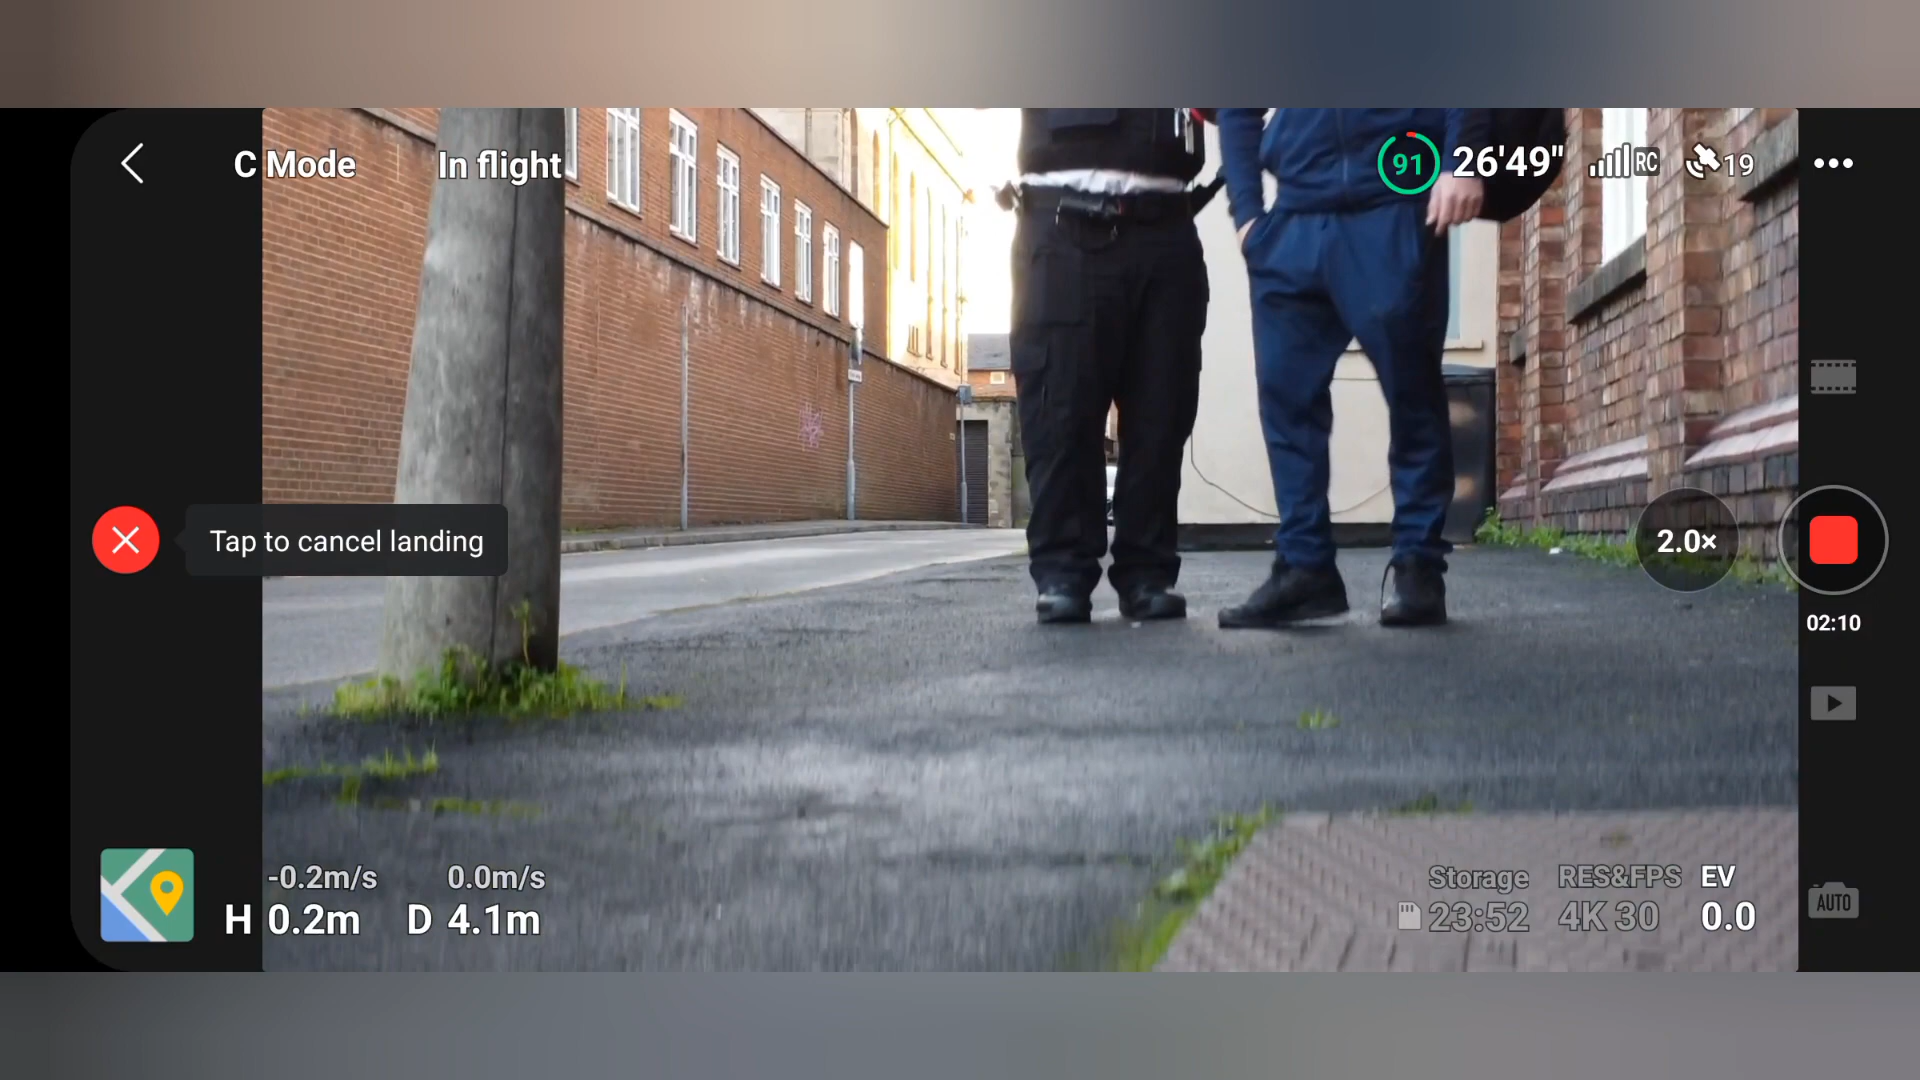 C Mode
In flight
91
26'49"
RC
19
Tap to cancel landing
2.0×
02:10
-0.2m/s
0.0m/s
H 0.2m
D 4.1m
Storage
RES&FPS
EV
23:52
4K 30
0.0
AUTO